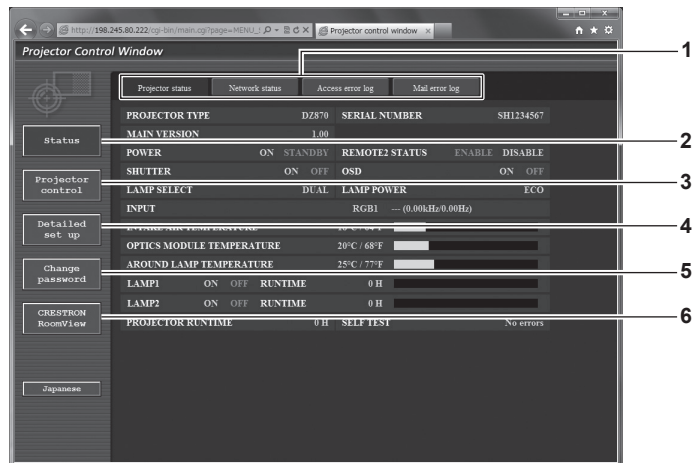 http://198.245.80.222/cgi-bin/main.cgi?page=MENU_
Projector control window
Projector Control Window
1
Projector status
Network status
Access error log
Mail error log
PROJECTOR TYPE DZ870 SERIAL NUMBER SH1234567
MAIN VERSION 1.00
Status
2
POWER ON STANDBY REMOTE2 STATUS ENABLE DISABLE
SHUTTER ON OFF OSD ON OFF
Projector
control
3
LAMP SELECT DUAL LAMP POWER ECO
INPUT RGB1 --- (0.00kHz/0.00Hz)
Detailed
set up
4
INTAKE AIR TEMPERATURE
OPTICS MODULE TEMPERATURE 20°C / 68°F
AROUND LAMP TEMPERATURE 25°C / 77°F
Change
password
5
LAMP1 ON OFF RUNTIME 0 H
LAMP2 ON OFF RUNTIME 0 H
CRESTRON
RoomView
6
PROJECTOR RUNTIME 0 H SELF TEST No errors
Japanese